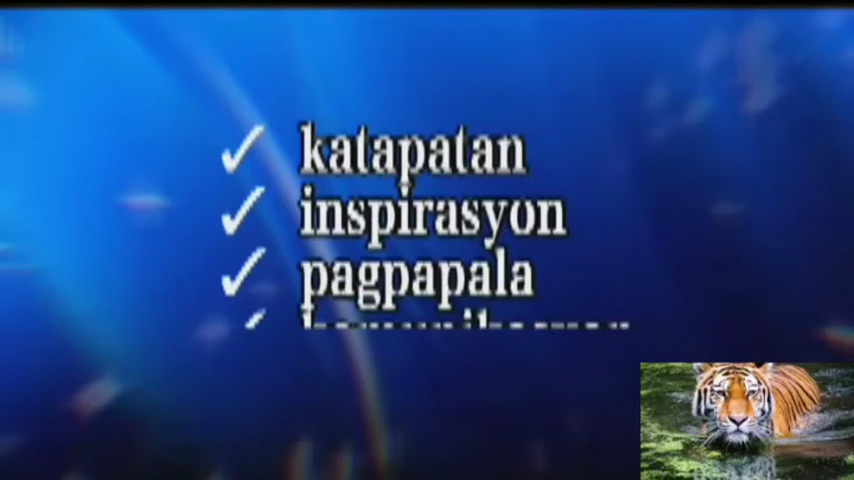 ✓ katapatan
✓ inspirasyon
✓ pagpapala